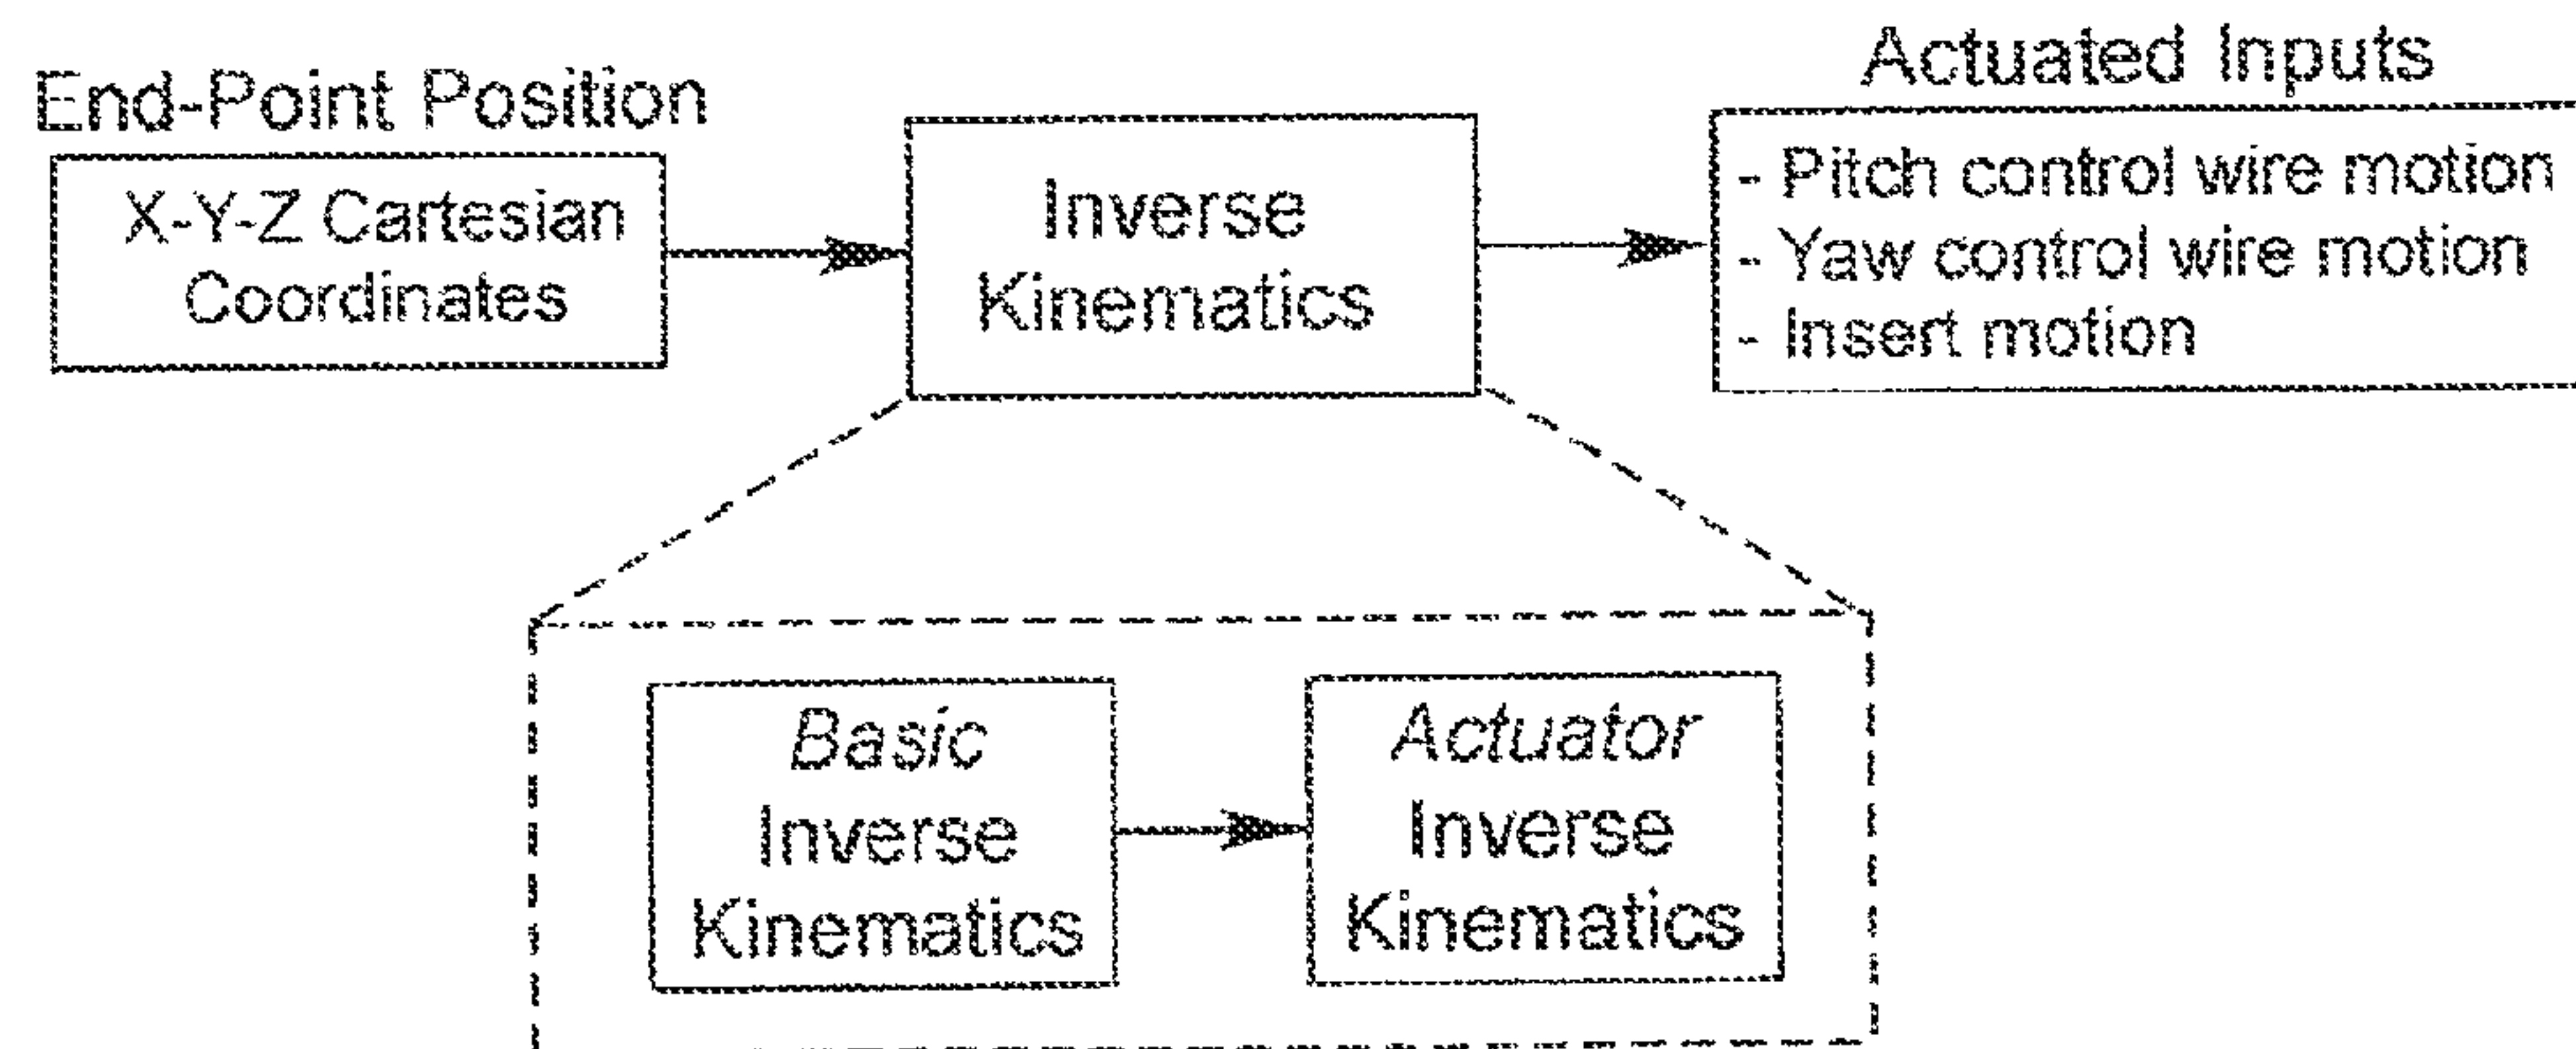 End-Point Position
X-Y-Z Cartesian
Coordinates
Inverse
Kinematics
Actuated Inputs
- Pitch control wire motion
- Yaw control wire motion
- Insert motion
Basic
Inverse
Kinematics
Actuator
Inverse
Kinematics